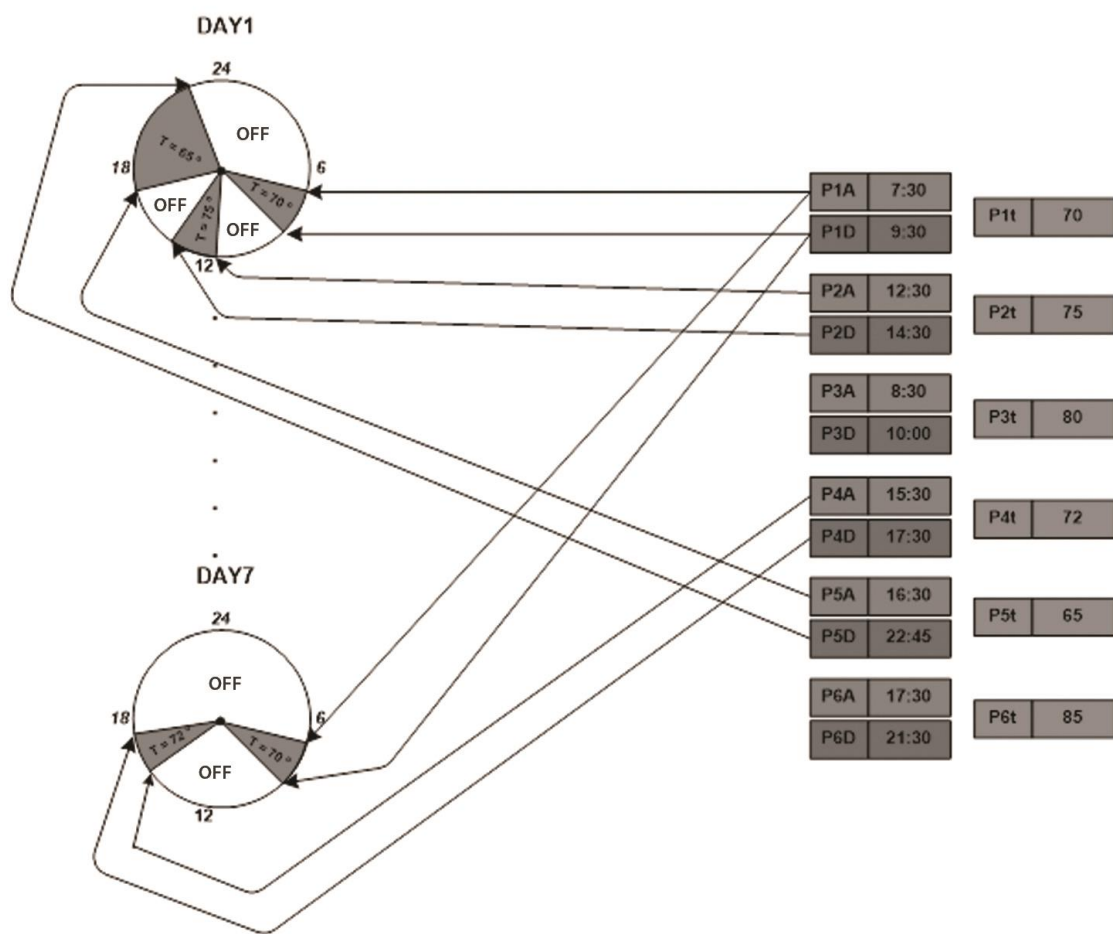 DAY1
24
OFF
T = 65 °
18
6
T = 70 °
OFF
T = 75 °
OFF
12
P1A 7:30
P1D 9:30
P1t 70
P2A 12:30
P2D 14:30
P2t 75
P3A 8:30
P3D 10:00
P3t 80
P4A 15:30
P4D 17:30
P4t 72
P5A 16:30
P5D 22:45
P5t 65
P6A 17:30
P6D 21:30
P6t 85
DAY7
24
OFF
18
6
T = 72 °
T = 70 °
OFF
12